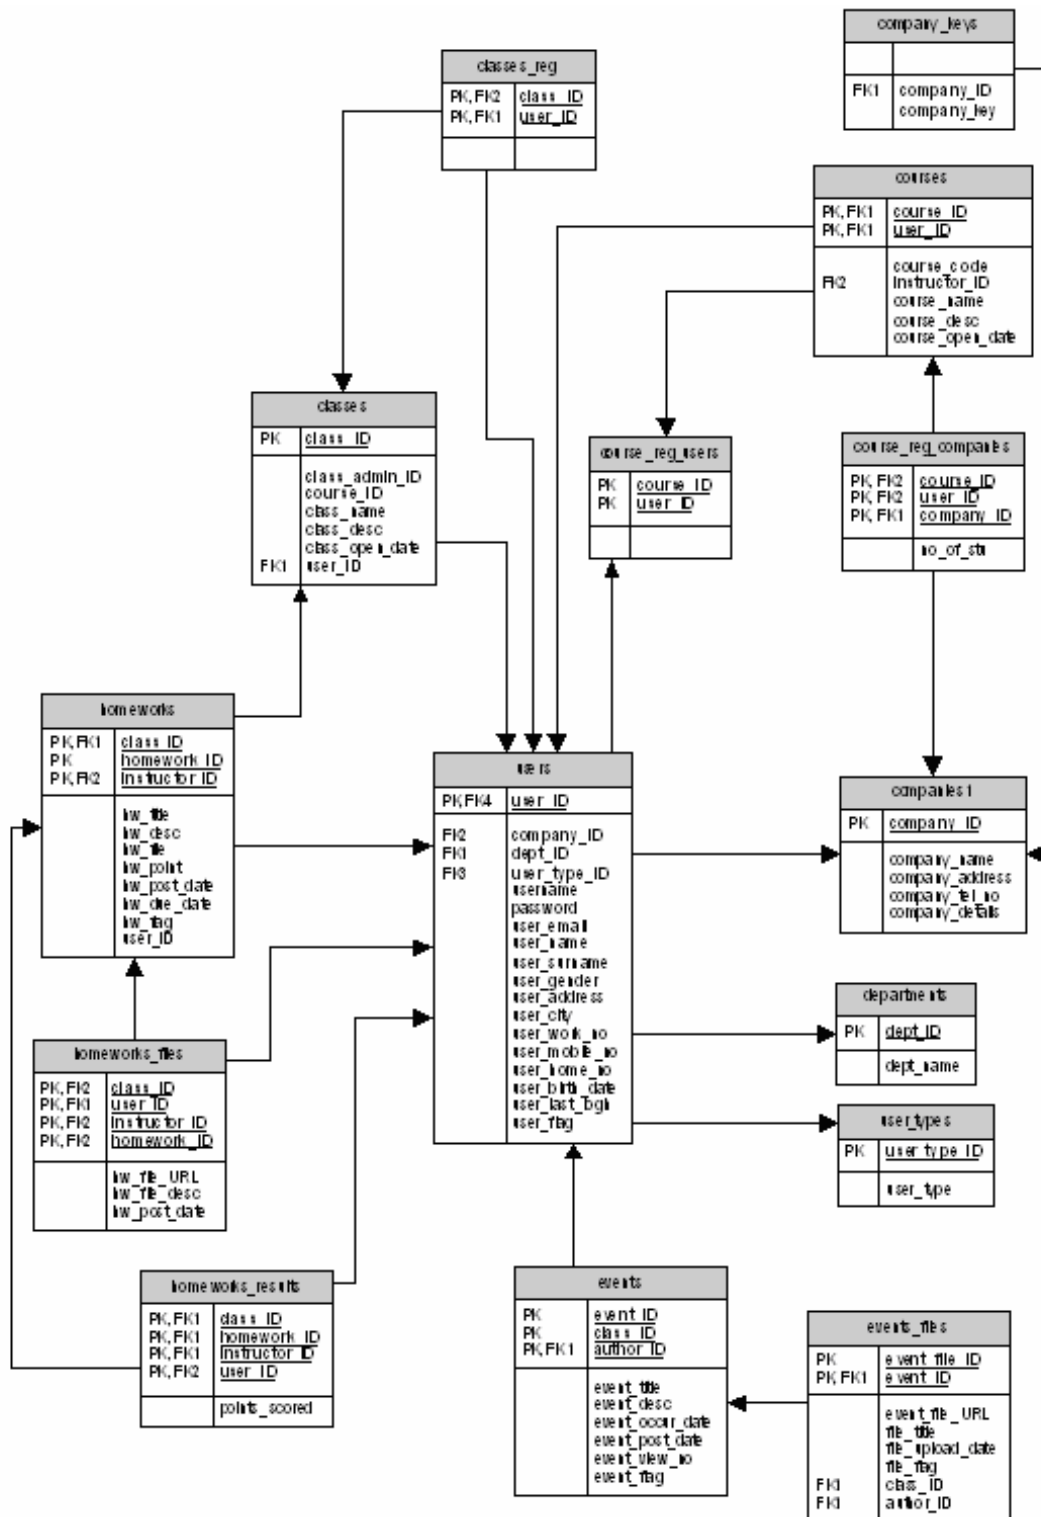 company_keys
FK1 company_ID
company_key
classes_reg
PK, FK2 class_ID
PK, FK1 user_ID
courses
PK, FK1 course_ID
PK, FK1 user_ID
course_code
FK2 Instructor_ID
course_name
course_desc
course_open_date
classes
PK class_ID
class_admin_ID
course_ID
class_name
class_desc
class_open_date
FK1 user_ID
course_reg_users
PK course_ID
PK user_ID
course_reg_companies
PK, FK2 course_ID
PK, FK2 user_ID
PK, FK1 company_ID
no_of_stu
homeworks
PK,FK1 class_ID
PK homework_ID
PK,FK2 Instructor_ID
hw_title
hw_desc
hw_file
hw_point
hw_post_date
hw_due_date
hw_flag
user_ID
users
PK,FK4 user_ID
FK2 company_ID
FK1 dept_ID
FK3 user_type_ID
username
password
user_email
user_name
user_surname
user_gender
user_address
user_city
user_work_no
user_mobile_no
user_home_no
user_birth_date
user_last_login
user_flag
companies1
PK company_ID
company_name
company_address
company_tel_no
company_details
departments
PK dept_ID
dept_name
user_types
PK user_type_ID
user_type
homeworks_files
PK, FK2 class_ID
PK, FK1 user_ID
PK, FK2 Instructor_ID
PK, FK2 homework_ID
hw_file_URL
hw_file_desc
hw_post_date
homeworks_results
PK, FK1 class_ID
PK, FK1 homework_ID
PK, FK1 Instructor_ID
PK, FK2 user_ID
points_scored
events
PK event_ID
PK class_ID
PK,FK1 author_ID
event_title
event_desc
event_occur_date
event_post_date
event_view_no
event_flag
events_files
PK event_file_ID
PK,FK1 event_ID
event_file_URL
file_title
file_upload_date
file_flag
FK1 class_ID
FK1 author_ID